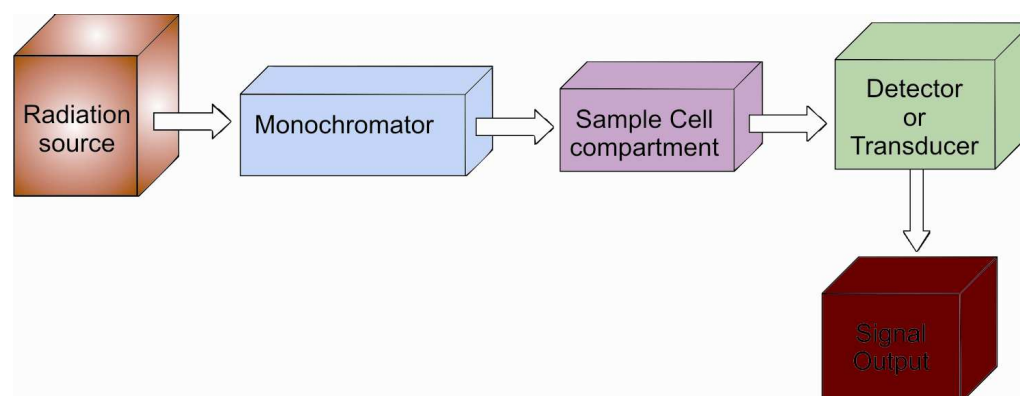 Radiation
source
Monochromator
Sample Cell
compartment
Detector
or
Transducer
Signal
Output